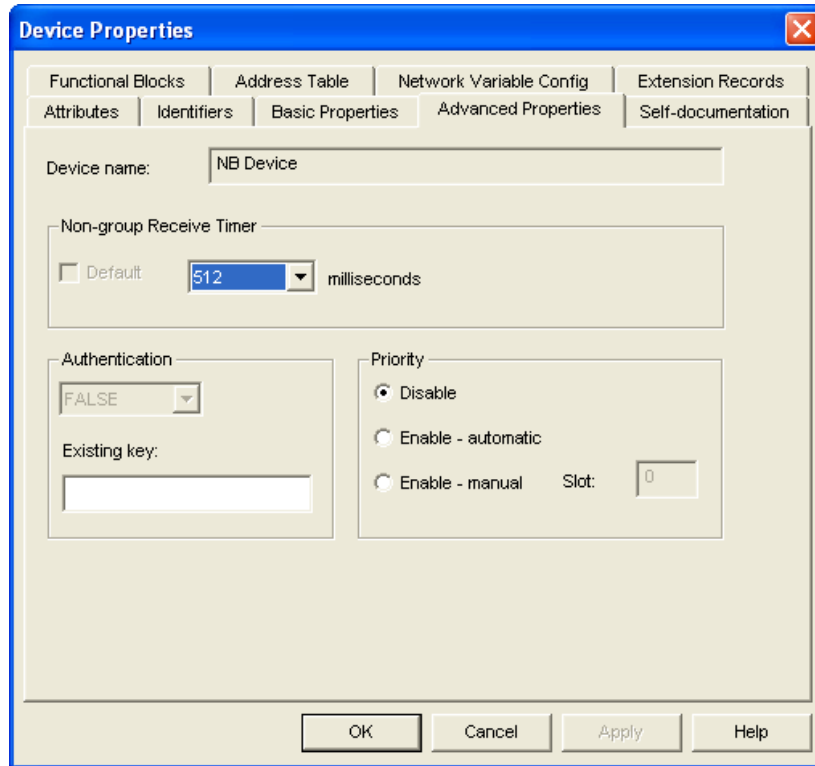 Device Properties
Functional Blocks Address Table Network Variable Config Extension Records
Attributes Identifiers Basic Properties Advanced Properties Self-documentation
Device name: NB Device
Non-group Receive Timer
Default 512 milliseconds
Authentication
FALSE
Existing key:
Priority
Disable
Enable - automatic
Enable - manual Slot: 0
OK Cancel Apply Help